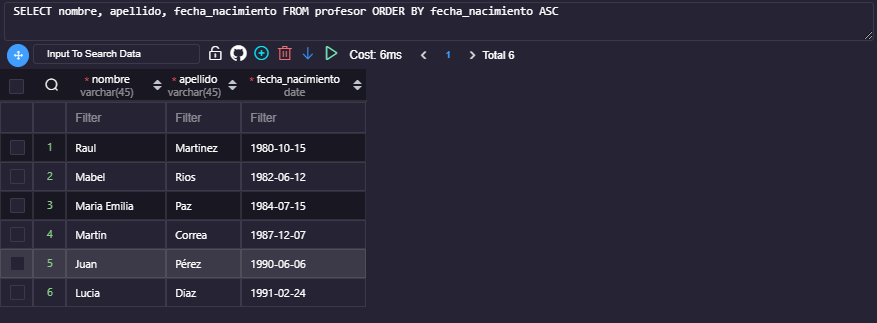 SELECT nombre, apellido, fecha_nacimiento FROM profesor ORDER BY fecha_nacimiento ASC
Input To Search Data Cost: 6ms 1 Total 6
* nombre * apellido * fecha_nacimiento
varchar(45) varchar(45) date
Filter Filter Filter
1 Raul Martinez 1980-10-15
2 Mabel Rios 1982-06-12
3 Maria Emilia Paz 1984-07-15
4 Martin Correa 1987-12-07
5 Juan Pérez 1990-06-06
6 Lucia Diaz 1991-02-24